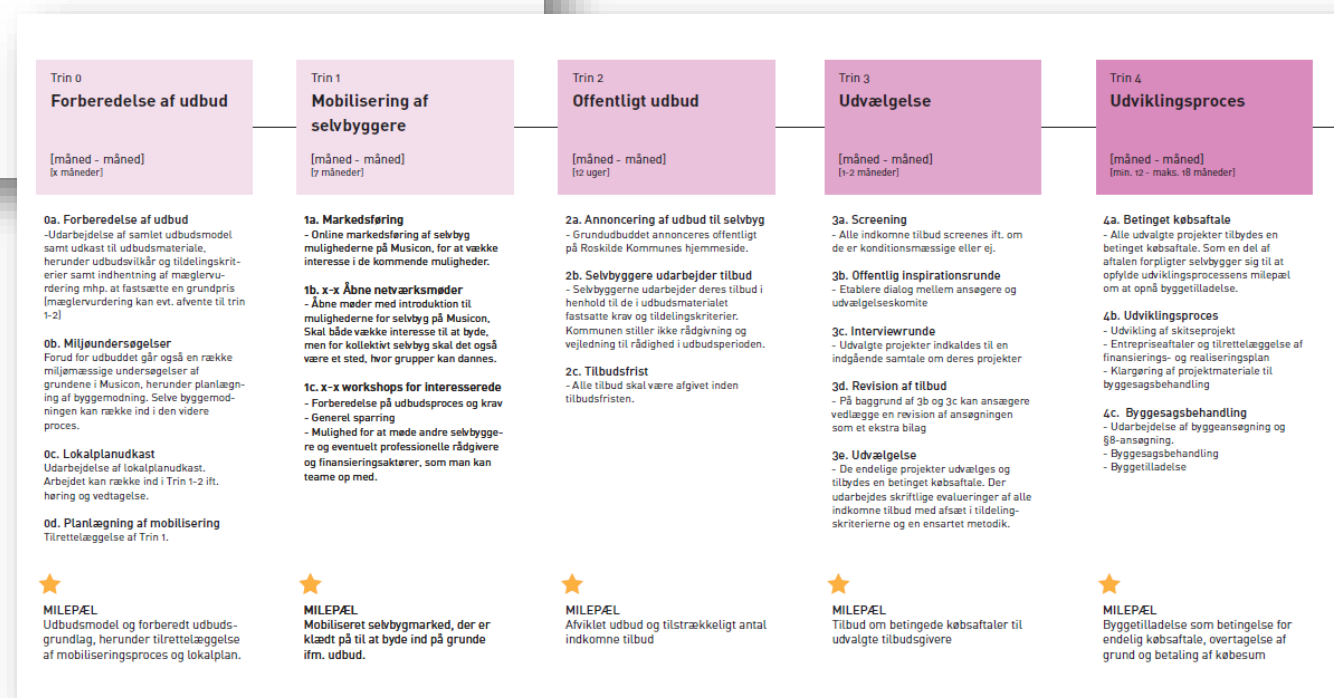 Trin 0
Forberedelse af udbud
[måned - måned]
[x måneder]
0a. Forberedelse af udbud
-Udarbejdelse af samlet udbudsmodel
samt udkast til udbudsmateriale,
herunder udbudsvilkår og tildelingskrit-
erier samt indhentning af mæglervu-
rdering mhp. at fastsætte en grundpris
(mæglervurdering kan evt. afvente til trin
1-2)
0b. Miljøundersøgelser
Forud for udbuddet går også en række
miljømæssige undersøgelser af
grundene i Musicon, herunder planlægn-
ing af byggemodning. Selve byggemod-
ningen kan række ind i den videre
proces.
0c. Lokalplanudkast
Udarbejdelse af lokalplanudkast.
Arbejdet kan række ind i Trin 1-2 ift.
høring og vedtagelse.
0d. Planlægning af mobilisering
Tilrettelæggelse af Trin 1.
MILEPÆL
Udbudsmodel og forberedt udbuds-
grundlag, herunder tilrettelæggelse
af mobiliseringsproces og lokalplan.
Trin 1
Mobilisering af
selvbyggere
[måned - måned]
[7 måneder]
1a. Markedsføring
- Online markedsføring af selvbyg
mulighederne på Musicon, for at vække
interesse i de kommende muligheder.
1b. x-x Åbne netværksmøder
- Åbne møder med introduktion til
mulighederne for selvbyg på Musicon,
Skal både vække interesse til at byde,
men for kollektivt selvbyg skal det også
være et sted, hvor grupper kan dannes.
1c. x-x workshops for interesserede
- Forberedelse på udbudsproces og krav
- Generel sparring
- Mulighed for at møde andre selvbygge-
re og eventuelt professionelle rådgivere
og finansieringsaktører, som man kan
teame op med.
MILEPÆL
Mobiliseret selvbygmarked, der er
klædt på til at byde ind på grunde
ifm. udbud.
Trin 2
Offentligt udbud
[måned - måned]
[12 uger]
2a. Annoncering af udbud til selvbyg
- Grundudbuddet annonceres offentligt
på Roskilde Kommunes hjemmeside.
2b. Selvbyggere udarbejder tilbud
- Selvbyggerne udarbejder deres tilbud i
henhold til de i udbudsmaterialet
fastsatte krav og tildelingskriterier.
Kommunen stiller ikke rådgivning og
vejledning til rådighed i udbudsperioden.
2c. Tilbudsfrist
- Alle tilbud skal være afgivet inden
tilbudsfristen.
MILEPÆL
Afviklet udbud og tilstrækkeligt antal
indkomne tilbud
Trin 3
Udvælgelse
[måned - måned]
[1-2 måneder]
3a. Screening
- Alle indkomne tilbud screenes ift. om
de er konditionsmæssige eller ej.
3b. Offentlig inspirationsrunde
- Etablere dialog mellem ansøgere og
udvælgelseskomite
3c. Interviewrunde
- Udvalgte projekter indkaldes til en
indgående samtale om deres projekter
3d. Revision af tilbud
- På baggrund af 3b og 3c kan ansøgere
vedlægge en revision af ansøgningen
som et ekstra bilag
3e. Udvælgelse
- De endelige projekter udvælges og
tilbydes en betinget købsaftale. Der
udarbejdes skriftlige evalueringer af alle
indkomne tilbud med afsæt i tildeling-
skriterierne og en ensartet metodik.
MILEPÆL
Tilbud om betingede købsaftaler til
udvalgte tilbudsgivere
Trin 4
Udviklingsproces
[måned - måned]
[min. 12 - maks. 18 måneder]
4a. Betinget købsaftale
- Alle udvalgte projekter tilbydes en
betinget købsaftale. Som en del af
aftalen forpligter selvbygger sig til at
opfylde udviklingsprocessens milepæl
om at opnå byggetilladelse.
4b. Udviklingsproces
- Udvikling af skitseprojekt
- Entrepriseaftaler og tilrettelæggelse af
finansierings- og realiseringsplan
- Klargøring af projektmateriale til
byggesagsbehandling
4c. Byggesagsbehandling
- Udarbejdelse af byggeansøgning og
§8-ansøgning.
- Byggesagsbehandling
- Byggetilladelse
MILEPÆL
Byggetilladelse som betingelse for
endelig købsaftale, overtagelse af
grund og betaling af købesum